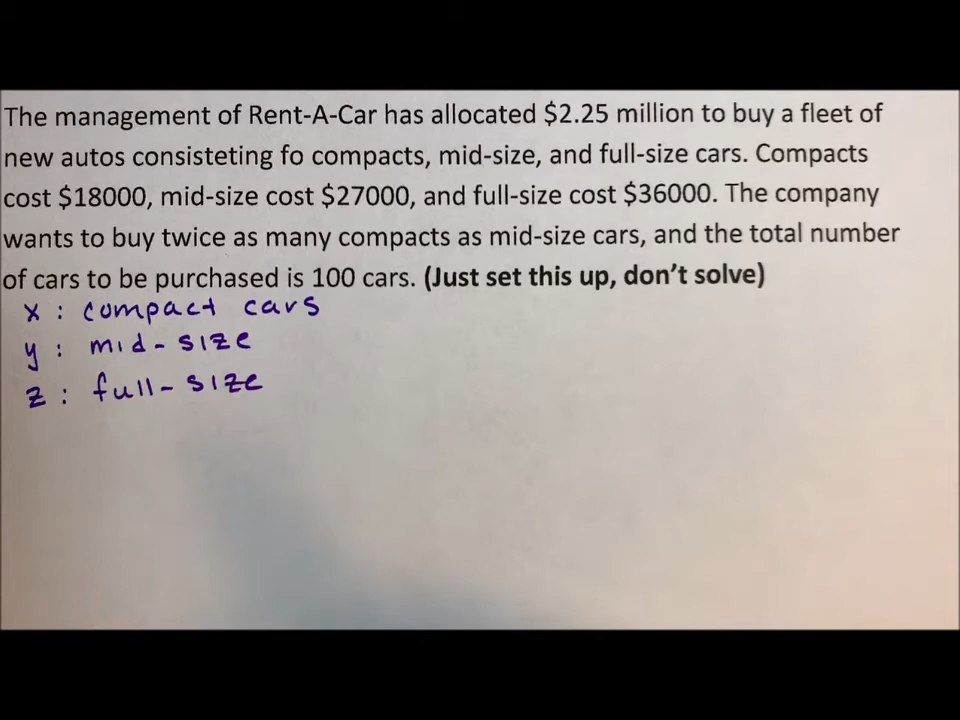 The management of Rent-A-Car has allocated $2.25 million to buy a fleet of
new autos consisteting fo compacts, mid-size, and full-size cars. Compacts
cost $18000, mid-size cost $27000, and full-size cost $36000. The company
wants to buy twice as many compacts as mid-size cars, and the total number
of cars to be purchased is 100 cars. (Just set this up, don't solve)
x : compact cars
y : mid-size
z : full-size